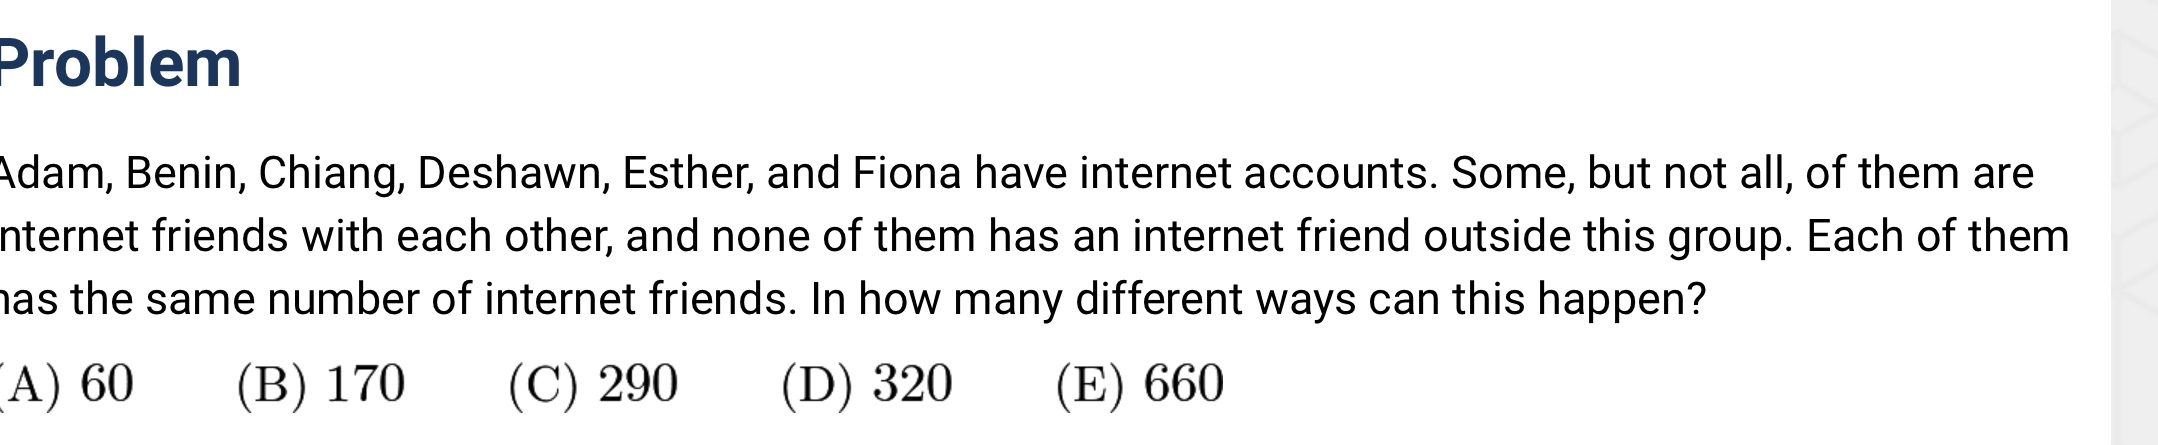 Problem
Adam, Benin, Chiang, Deshawn, Esther, and Fiona have internet accounts. Some, but not all, of them are
nternet friends with each other, and none of them has an internet friend outside this group. Each of them
has the same number of internet friends. In how many different ways can this happen?
(A) 60 (B) 170 (C) 290 (D) 320 (E) 660